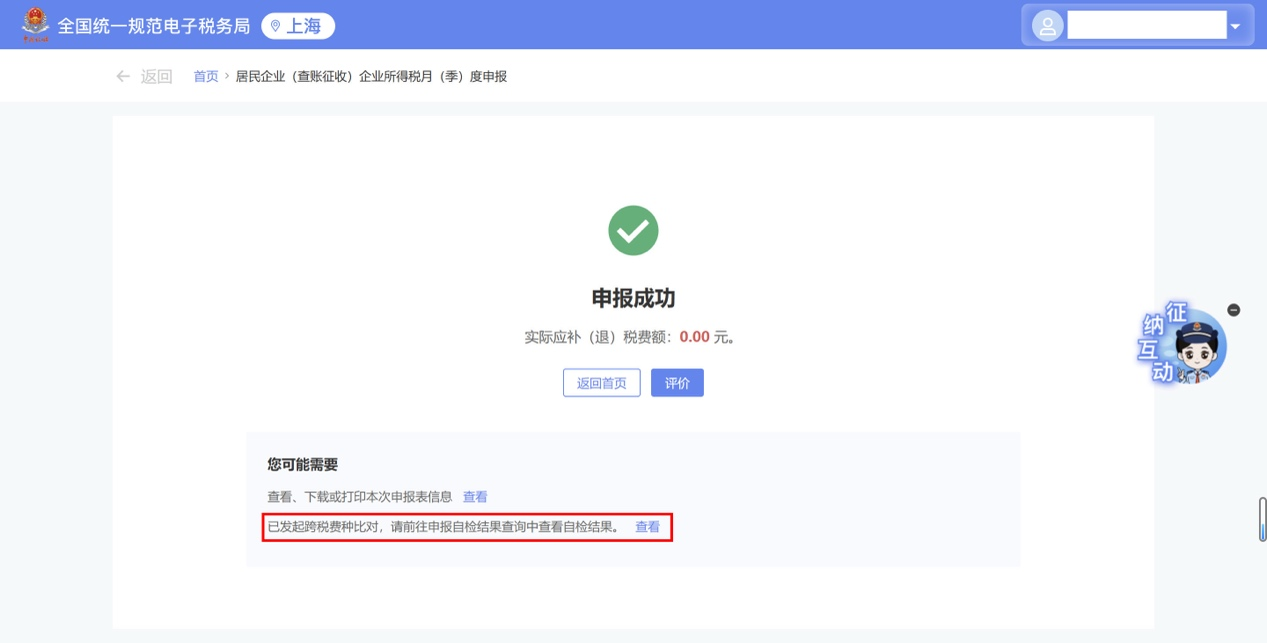 全国统一规范电子税务局 上海
返回 首页 › 居民企业（查账征收）企业所得税月（季）度申报
申报成功
实际应补（退）税费额：0.00 元。
返回首页 评价
征纳互动
您可能需要
查看、下载或打印本次申报表信息 查看
已发起跨税费种比对，请前往申报自检结果查询中查看自检结果。 查看